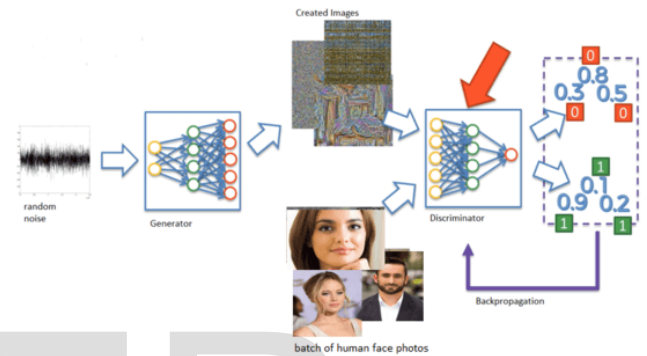 Created Images
0
0.8
0.3 0.5
0 0
random
noise
Generator
Discriminator
1
0.1
0.9 0.2
1 1
Backpropagation
batch of human face photos